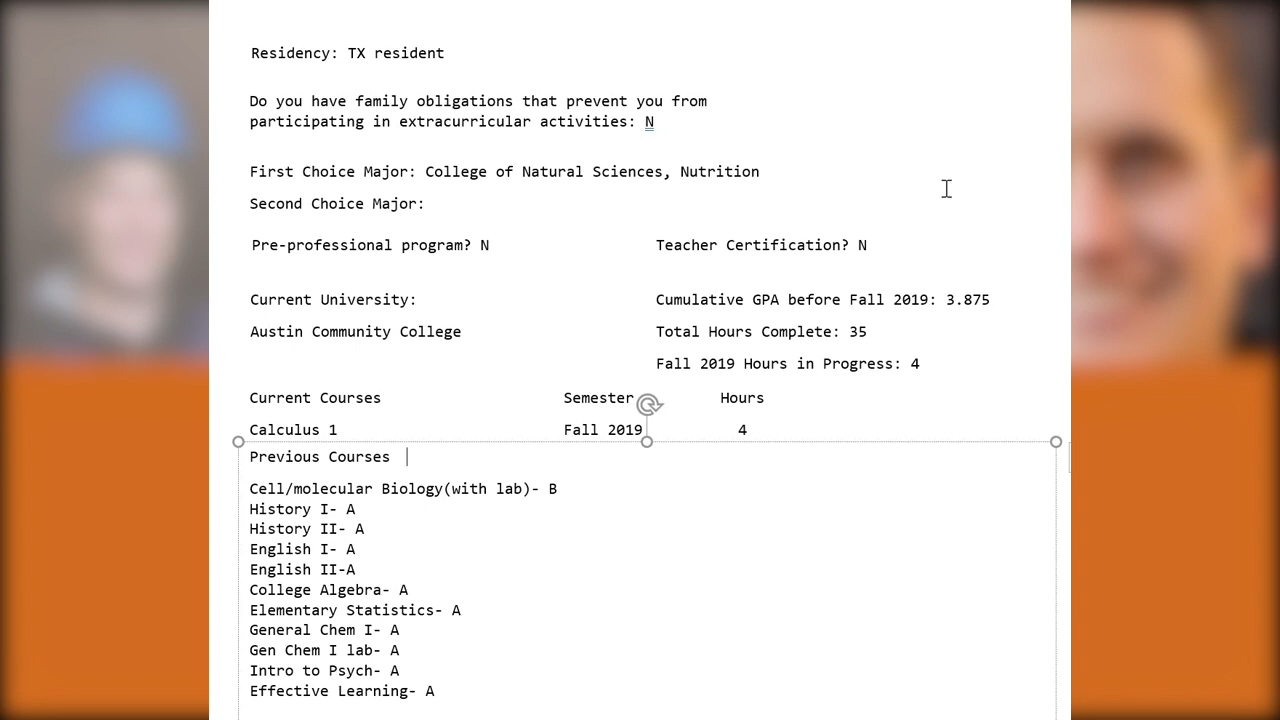 Residency: TX resident
Do you have family obligations that prevent you from
participating in extracurricular activities: N
First Choice Major: College of Natural Sciences, Nutrition
Second Choice Major:
Pre-professional program? N
Teacher Certification? N
Current University:
Cumulative GPA before Fall 2019: 3.875
Austin Community College
Total Hours Complete: 35
Fall 2019 Hours in Progress: 4
Current Courses Semester Hours
Calculus 1 Fall 2019 4
Previous Courses
Cell/molecular Biology(with lab)- B
History I- A
History II- A
English I- A
English II-A
College Algebra- A
Elementary Statistics- A
General Chem I- A
Gen Chem I lab- A
Intro to Psych- A
Effective Learning- A